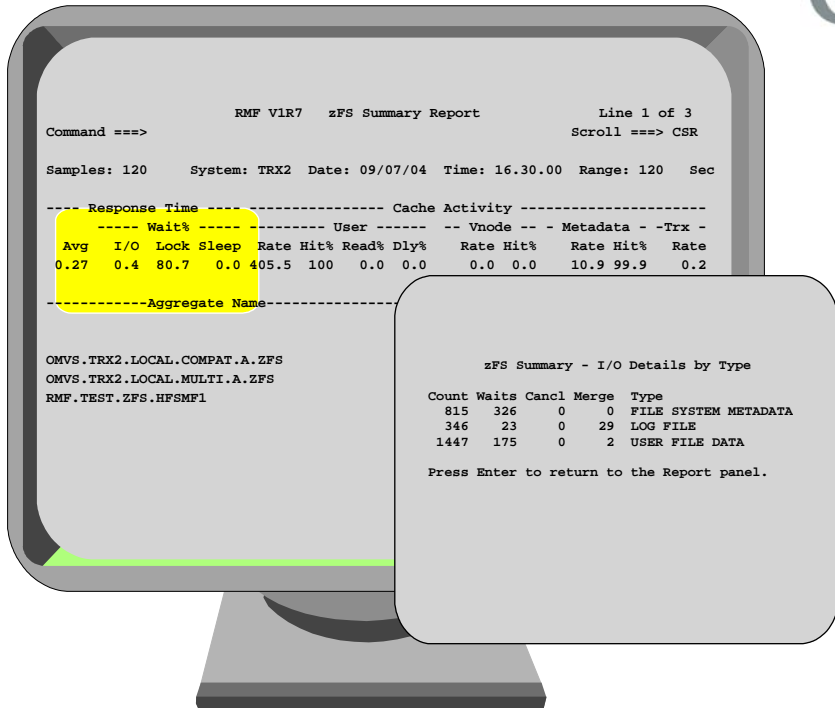 RMF V1R7 zFS Summary Report Line 1 of 3
Command ===> Scroll ===> CSR
Samples: 120 System: TRX2 Date: 09/07/04 Time: 16.30.00 Range: 120 Sec
---- Response Time ----- ------------------- Cache Activity ------------------------
----- Wait% ----- --------- User ------ -- Vnode -- - Metadata - -Trx -
Avg I/O Lock Sleep Rate Hit% Read% Dly% Rate Hit% Rate Hit% Rate
0.27 0.4 80.7 0.0 405.5 100 0.0 0.0 0.0 0.0 10.9 99.9 0.2
------------Aggregate Name----------------
OMVS.TRX2.LOCAL.COMPAT.A.ZFS
OMVS.TRX2.LOCAL.MULTI.A.ZFS
RMF.TEST.ZFS.HFSMF1
zFS Summary - I/O Details by Type
Count Waits Cancl Merge Type
815 326 0 0 FILE SYSTEM METADATA
346 23 0 29 LOG FILE
1447 175 0 2 USER FILE DATA
Press Enter to return to the Report panel.